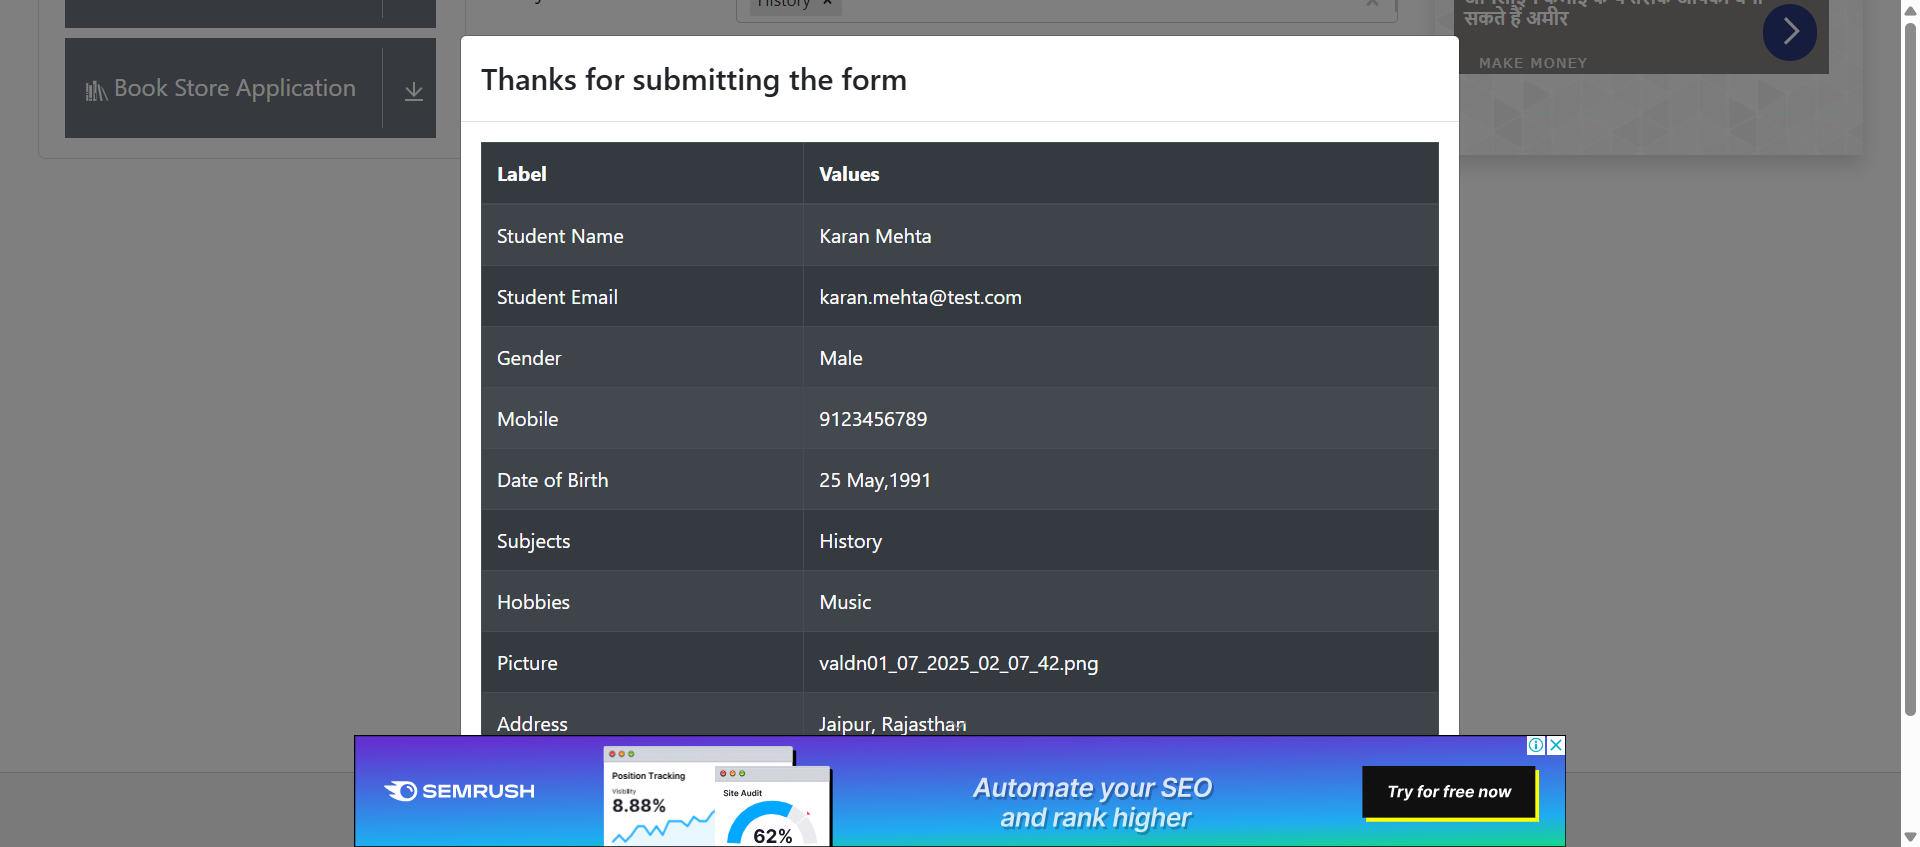 History ×
सकते हैं अमीर
MAKE MONEY
Book Store Application
Thanks for submitting the form
Label Values
Student Name Karan Mehta
Student Email karan.mehta@test.com
Gender Male
Mobile 9123456789
Date of Birth 25 May,1991
Subjects History
Hobbies Music
Picture valdn01_07_2025_02_07_42.png
Address Jaipur, Rajasthan
SEMRUSH
Position Tracking
Visibility
8.88%
Site Audit
62%
Automate your SEO
and rank higher
Try for free now